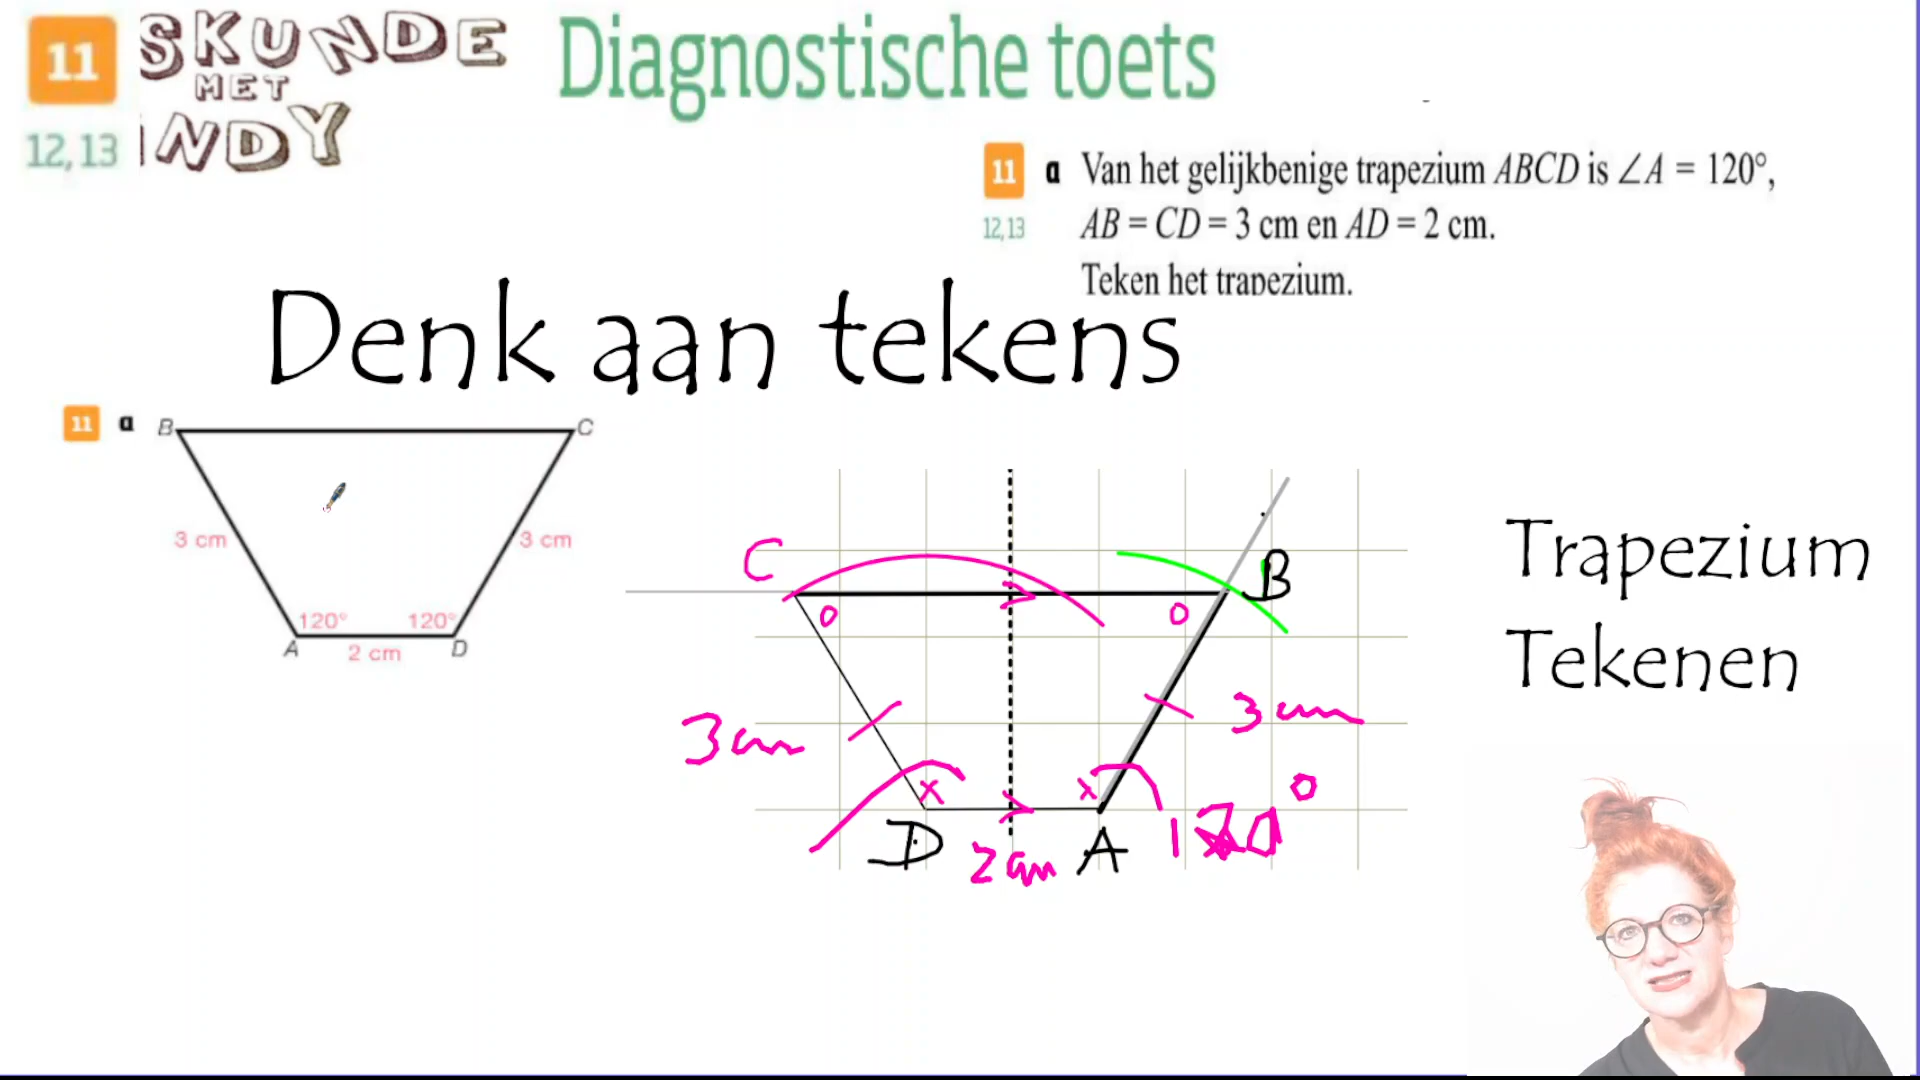 11
12,13
SKUNDE
MET
NDY
Diagnostische toets
11 a Van het gelijkbenige trapezium ABCD is ∠A = 120°,
12,13 AB = CD = 3 cm en AD = 2 cm.
Teken het trapezium.
Denk aan tekens
11 a B C
3 cm 3 cm
120° 120°
A 2 cm D
C B
o o
3cm 3cm
x x
D 2cm A 120°
Trapezium
Tekenen